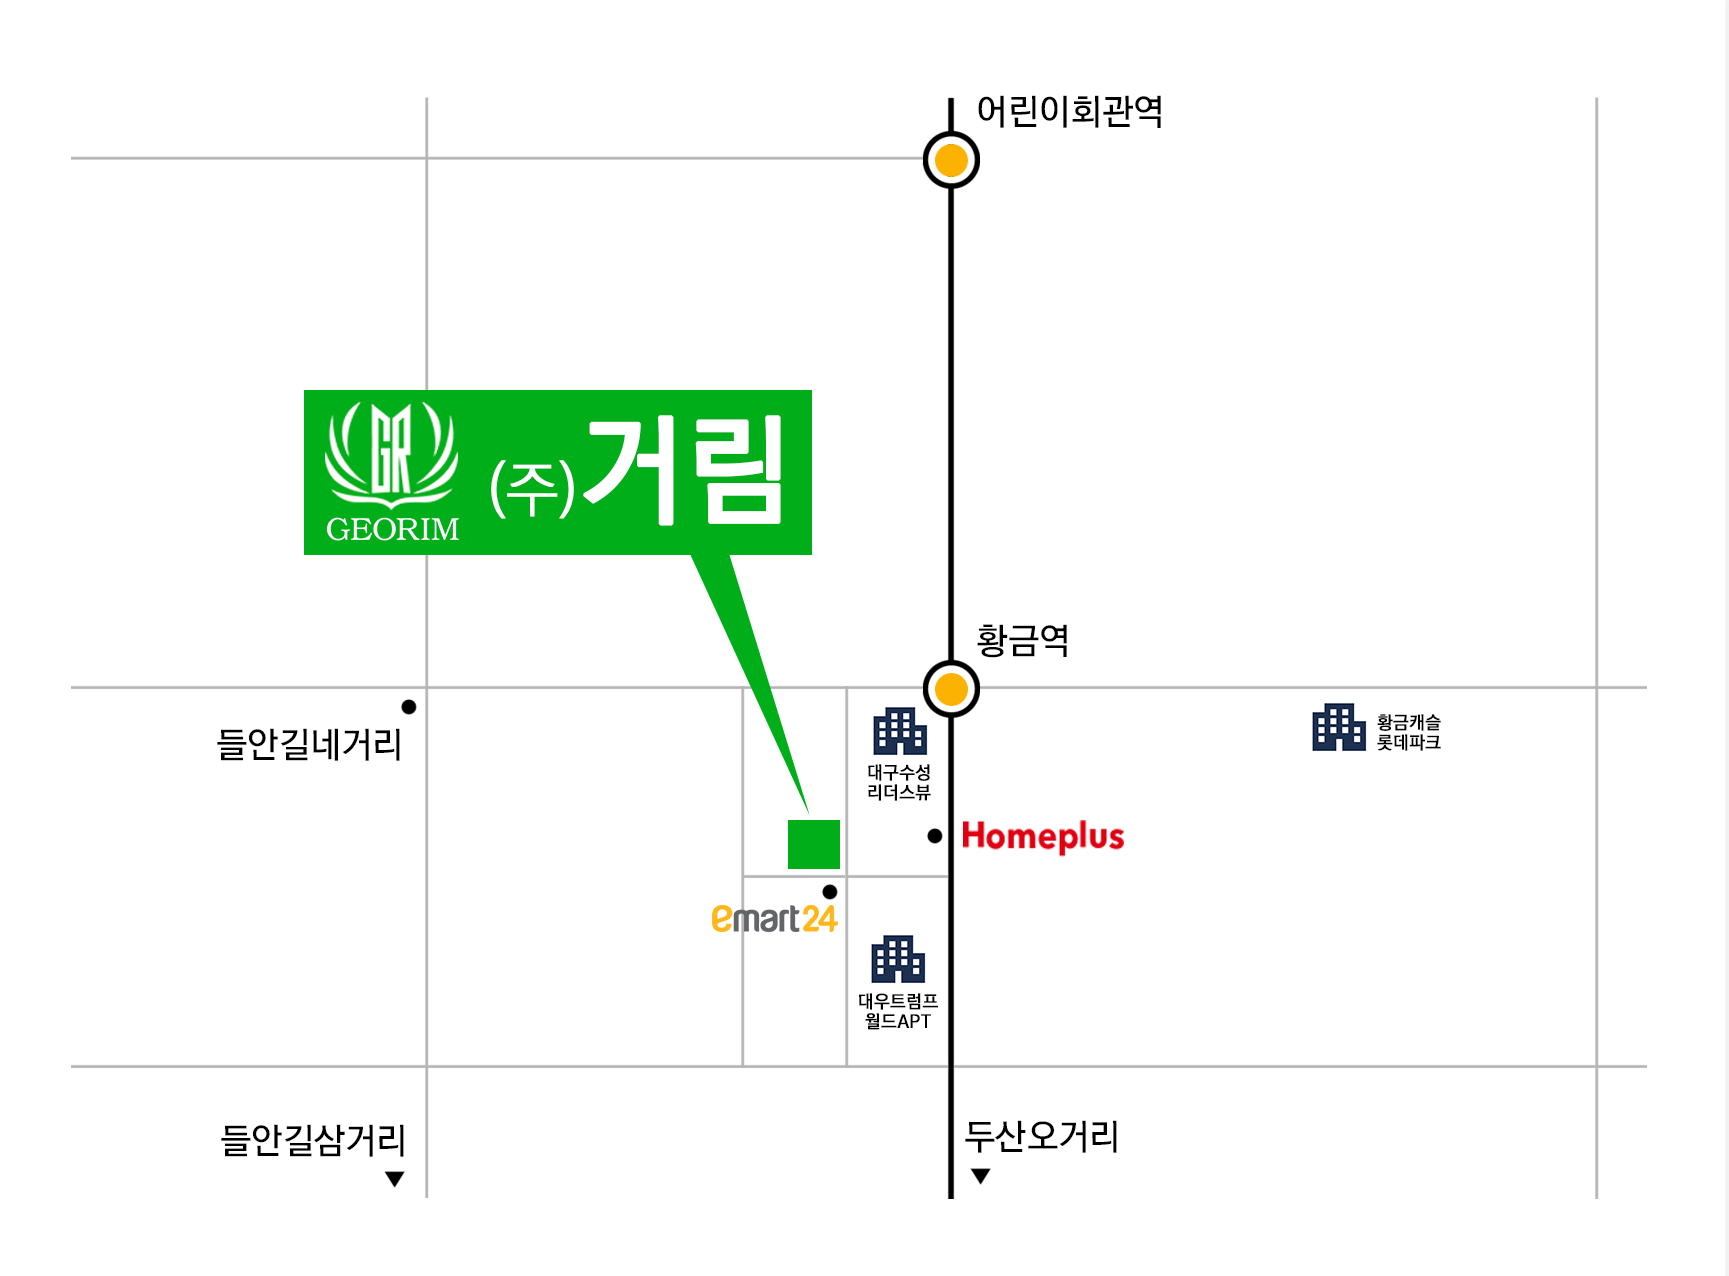 어린이회관역
GR
GEORIM
(주)거림
황금역
들안길네거리
대구수성
리더스뷰
황금캐슬
롯데파크
Homeplus
emart24
대우트럼프
월드APT
들안길삼거리
두산오거리